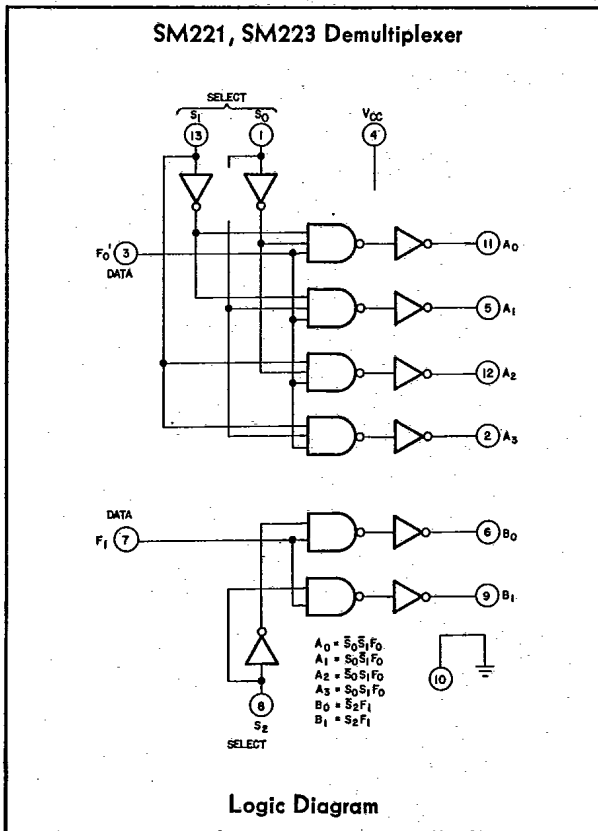 SM221, SM223 Demultiplexer
SELECT
S₁ S₀ V_CC
13 1 4
F₀' 3
DATA
11 A₀
5 A₁
12 A₂
2 A₃
DATA
F₁ 7
6 B₀
9 B₁
A₀ = S̄₀S̄₁F₀
A₁ = S₀S̄₁F₀
A₂ = S̄₀S₁F₀
A₃ = S₀S₁F₀
B₀ = S̄₂F₁
B₁ = S₂F₁
10
8
S₂
SELECT
Logic Diagram